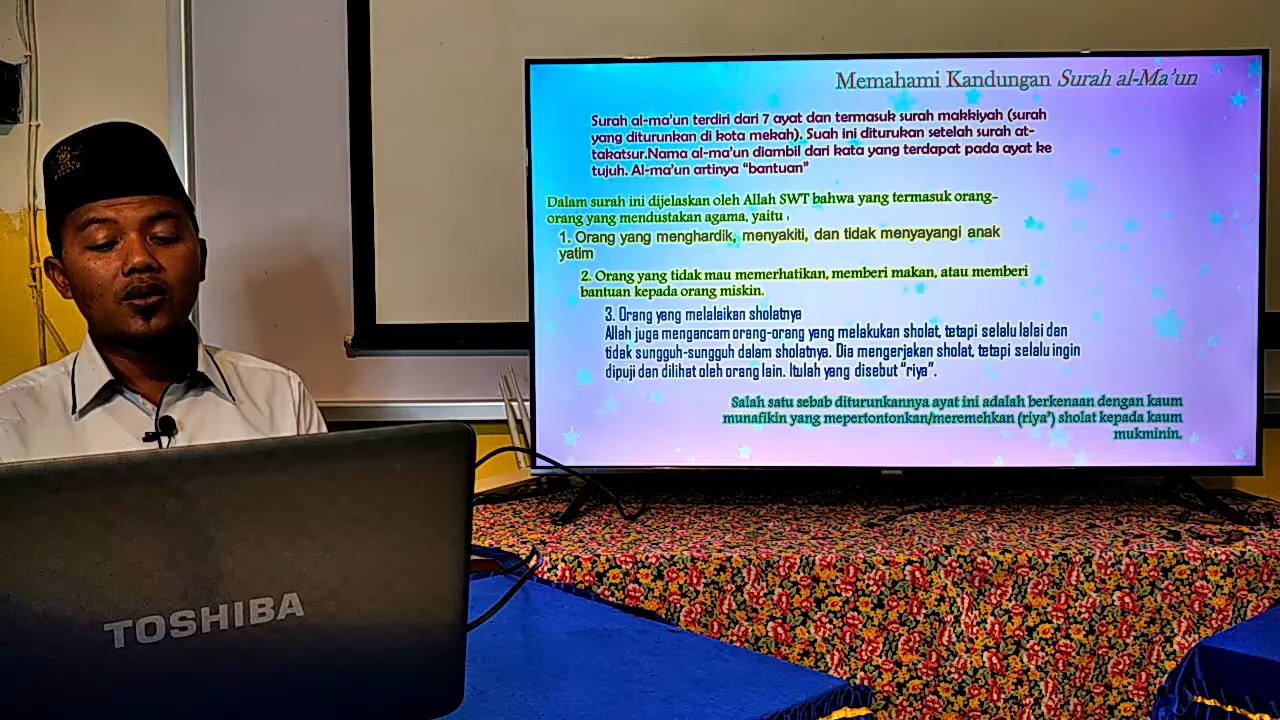 Memahami Kandungan Surah al-Ma'un
Surah al-ma'un terdiri dari 7 ayat dan termasuk surah makkiyah (surah
yang diturunkan di kota mekah). Suah ini diturukan setelah surah at-
takatsur.Nama al-ma'un diambil dari kata yang terdapat pada ayat ke
tujuh. Al-ma'un artinya "bantuan"
Dalam surah ini dijelaskan oleh Allah SWT bahwa yang termasuk orang-
orang yang mendustakan agama, yaitu :
1. Orang yang menghardik, menyakiti, dan tidak menyayangi anak
yatim
2. Orang yang tidak mau memerhatikan, memberi makan, atau memberi
bantuan kepada orang miskin.
3. Orang yang melalaikan sholatnya
Allah juga mengancam orang-orang yang melakukan sholat, tetapi selalu lalai dan
tidak sungguh-sungguh dalam sholatnya. Dia mengerjakan sholat, tetapi selalu ingin
dipuji dan dilihat oleh orang lain. Itulah yang disebut "riya".
Salah satu sebab diturunkannya ayat ini adalah berkenaan dengan kaum
munafikin yang mepertontonkan/meremehkan (riya') sholat kepada kaum
mukminin.
TOSHIBA